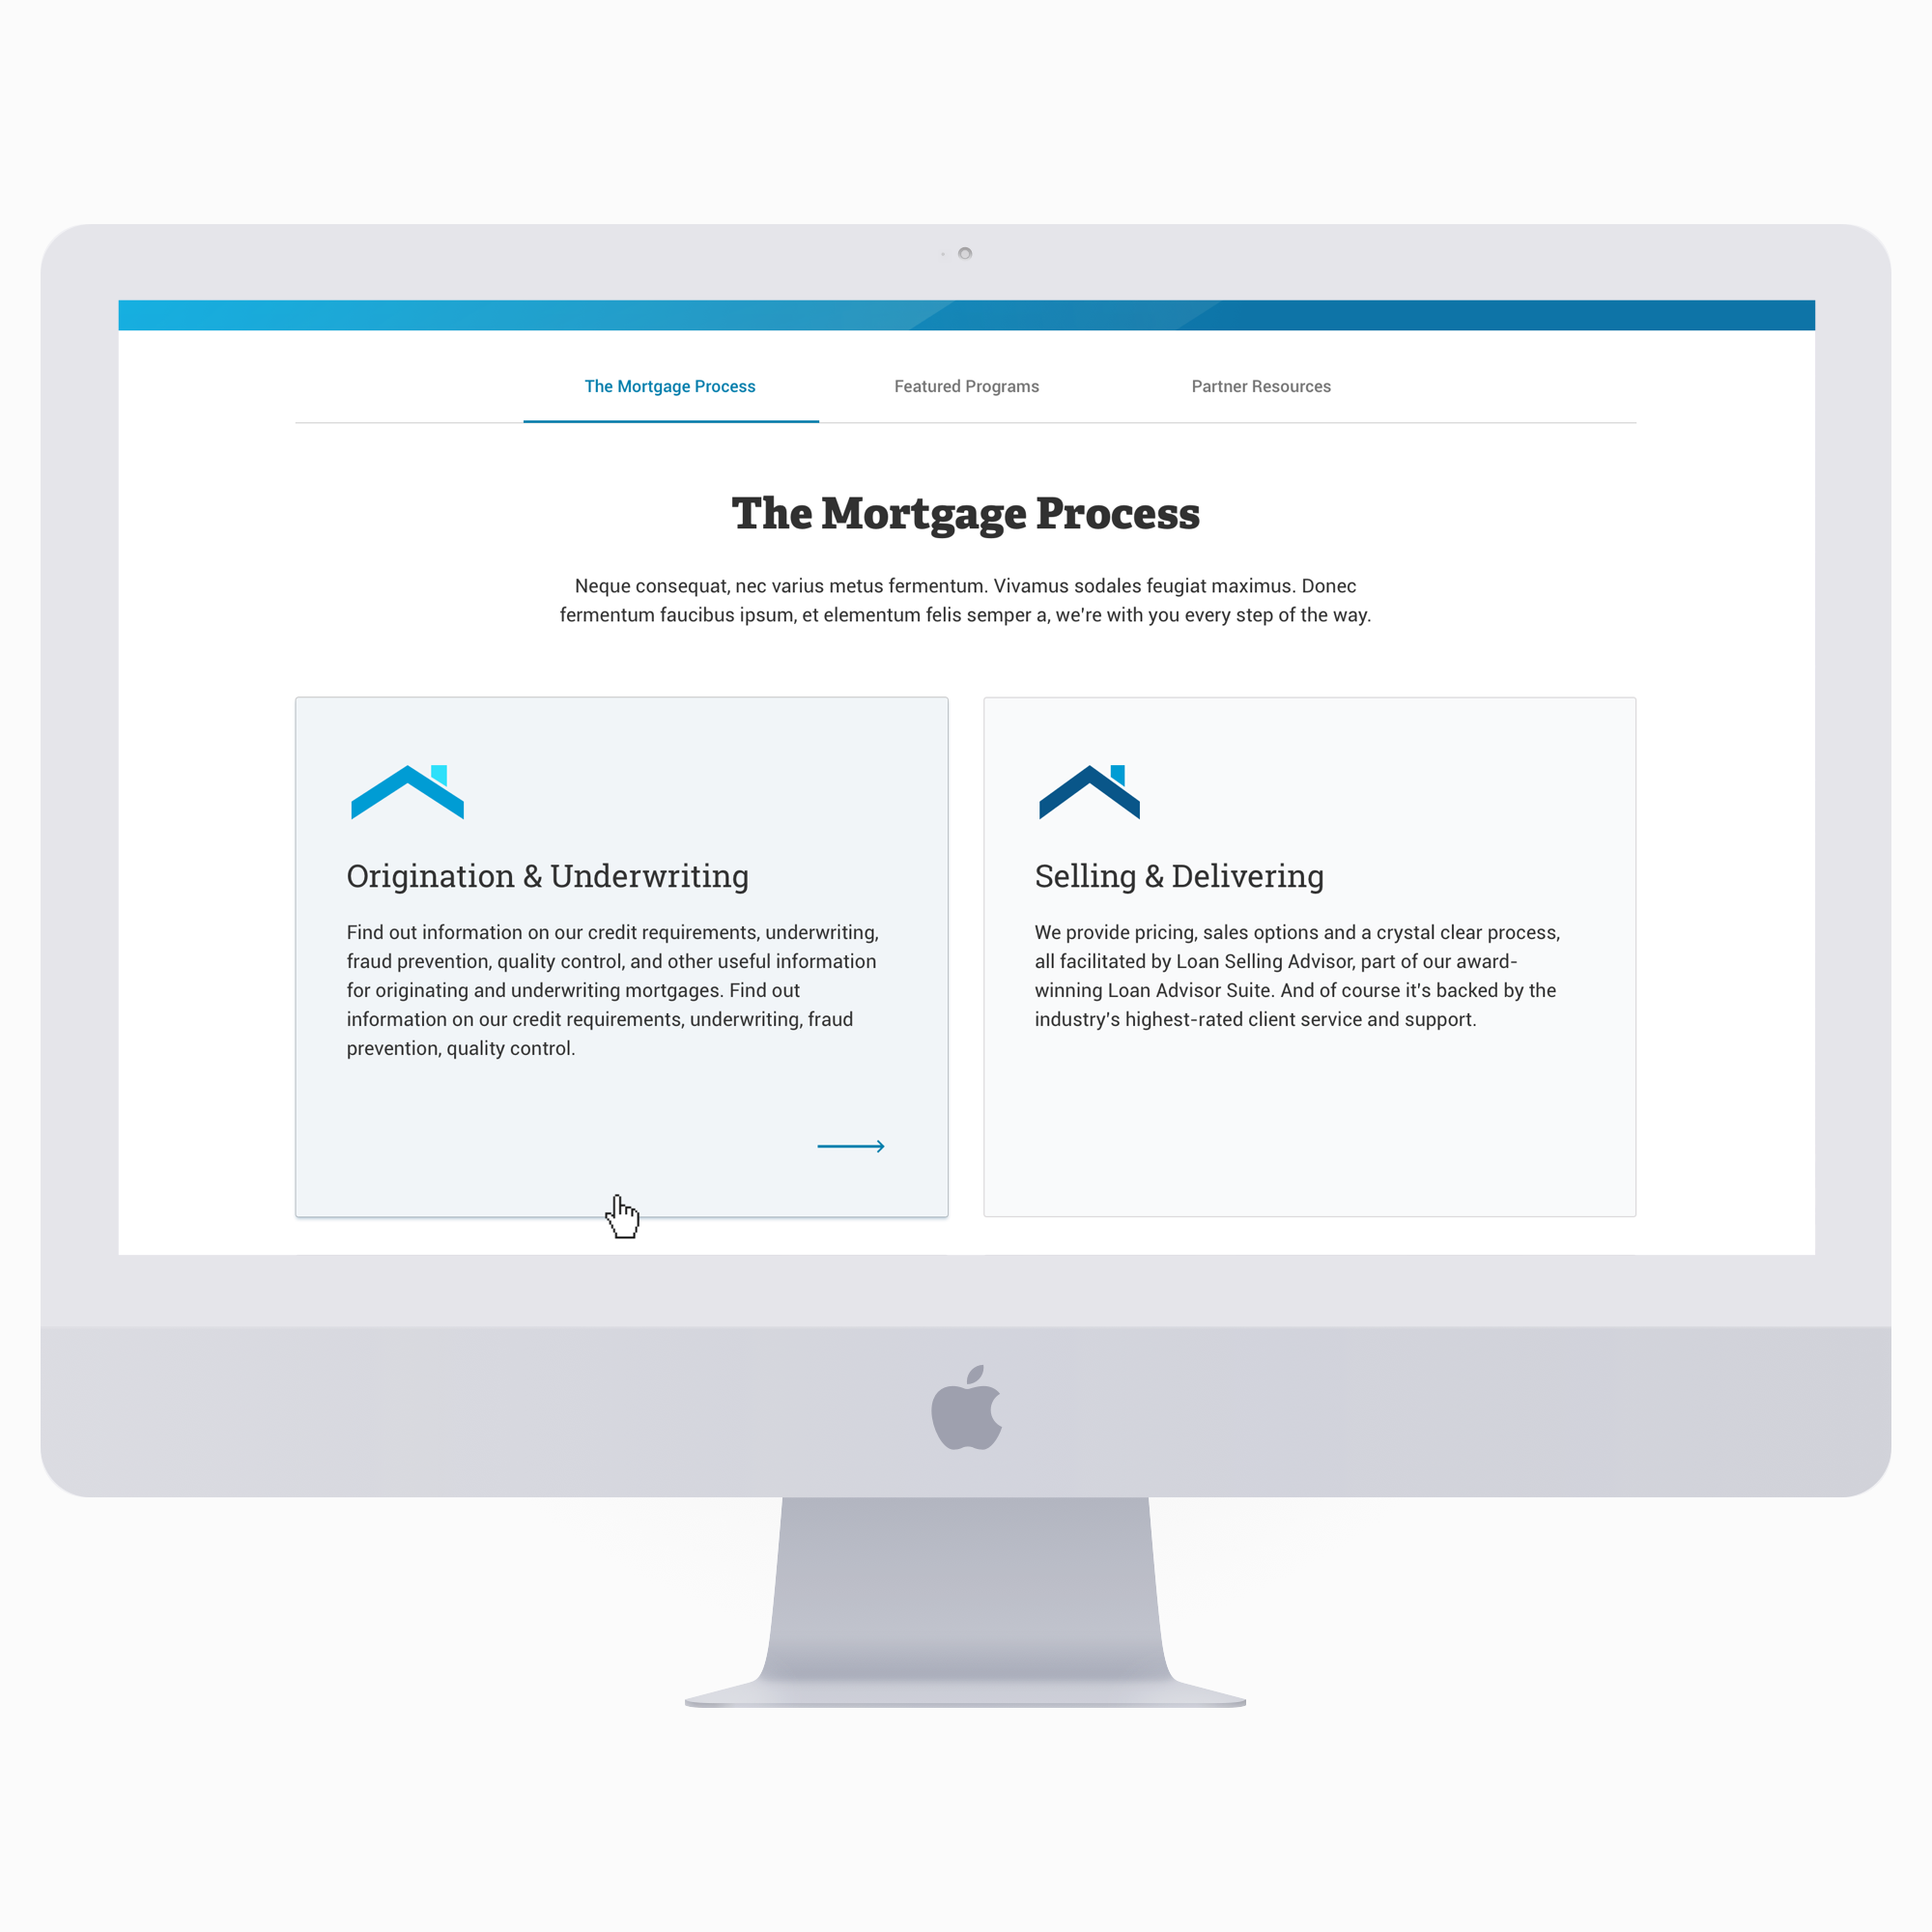 The Mortgage Process
Featured Programs
Partner Resources
The Mortgage Process
Neque consequat, nec varius metus fermentum. Vivamus sodales feugiat maximus. Donec
fermentum faucibus ipsum, et elementum felis semper a, we're with you every step of the way.
Origination & Underwriting
Find out information on our credit requirements, underwriting,
fraud prevention, quality control, and other useful information
for originating and underwriting mortgages. Find out
information on our credit requirements, underwriting, fraud
prevention, quality control.
Selling & Delivering
We provide pricing, sales options and a crystal clear process,
all facilitated by Loan Selling Advisor, part of our award-
winning Loan Advisor Suite. And of course it's backed by the
industry's highest-rated client service and support.